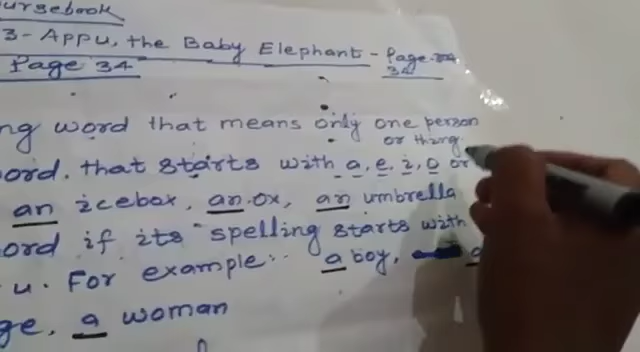 ursebook
3 - Appu, the Baby Elephant - Page
34
Page 34
ng word that means only one person
or thing
ord. that starts with a, e, i, o or
an icebox, an ox, an umbrella
ord if its spelling starts with
u. For example: a boy, a
ge, a woman